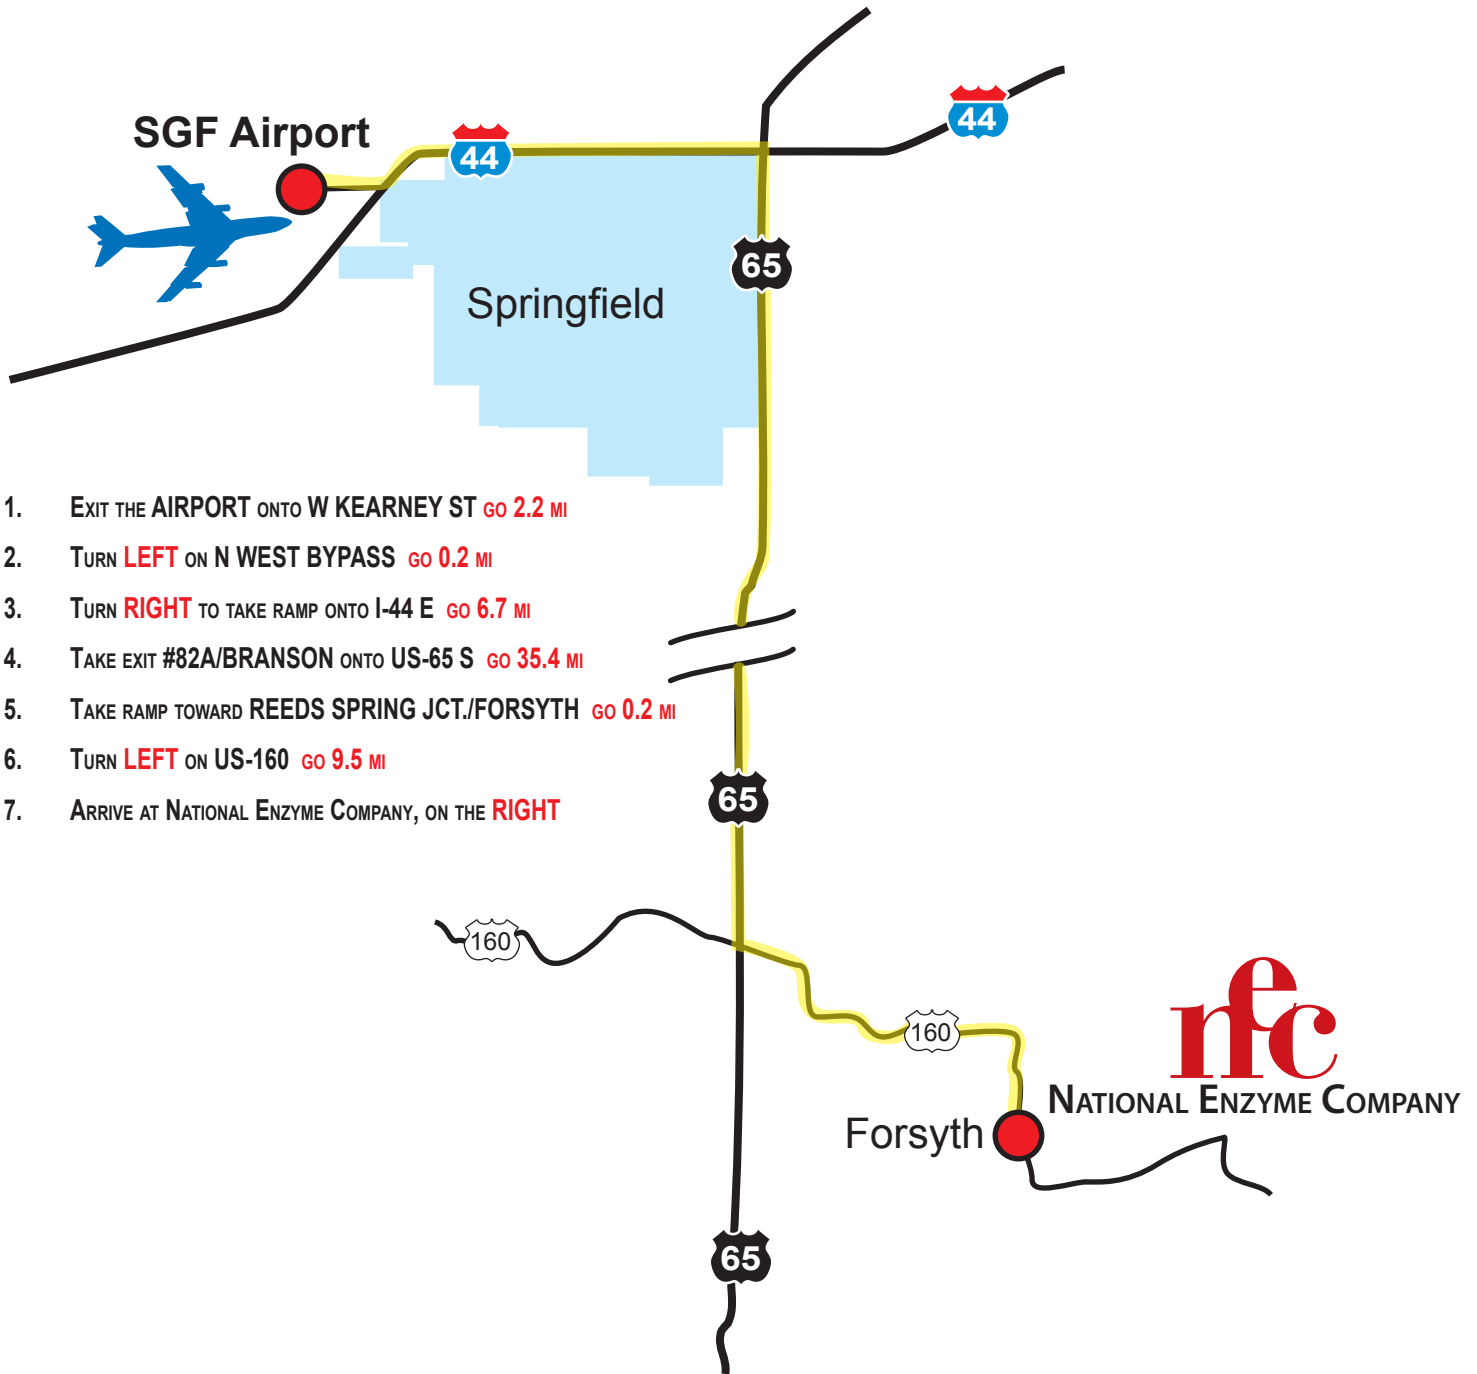 SGF Airport
44
44
65
Springfield
1. Exit the AIRPORT onto W KEARNEY ST go 2.2 mi
2. Turn LEFT on N WEST BYPASS go 0.2 mi
3. Turn RIGHT to take ramp onto I-44 E go 6.7 mi
4. Take exit #82A/BRANSON onto US-65 S go 35.4 mi
5. Take ramp toward REEDS SPRING JCT./FORSYTH go 0.2 mi
6. Turn LEFT on US-160 go 9.5 mi
7. Arrive at National Enzyme Company, on the RIGHT
65
160
160
nec
National Enzyme Company
Forsyth
65